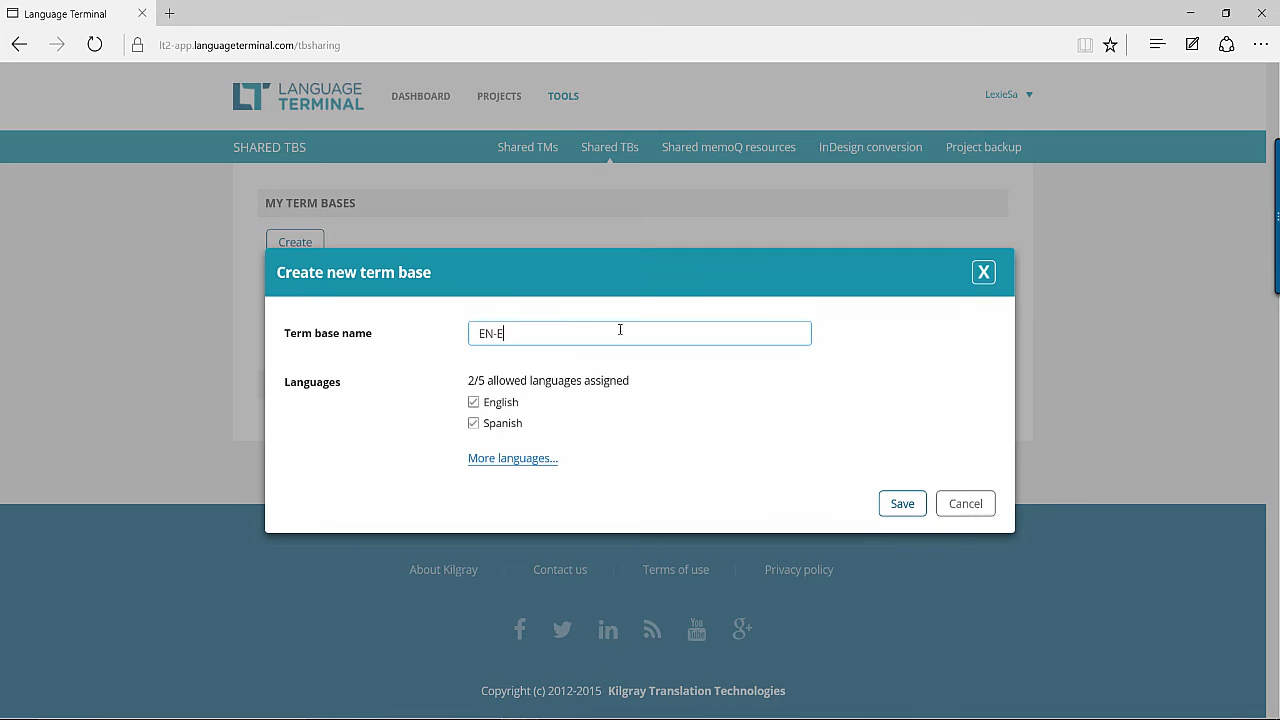 Language Terminal
lt2-app.languageterminal.com/tbsharing
LANGUAGE
TERMINAL
DASHBOARD PROJECTS TOOLS
LexieSa
SHARED TBS
Shared TMs Shared TBs Shared memoQ resources InDesign conversion Project backup
MY TERM BASES
Create
Create new term base
X
Term base name
EN-E
Languages
2/5 allowed languages assigned
English
Spanish
More languages...
Save Cancel
About Kilgray Contact us Terms of use Privacy policy
You
Tube
g+
Copyright (c) 2012-2015 Kilgray Translation Technologies